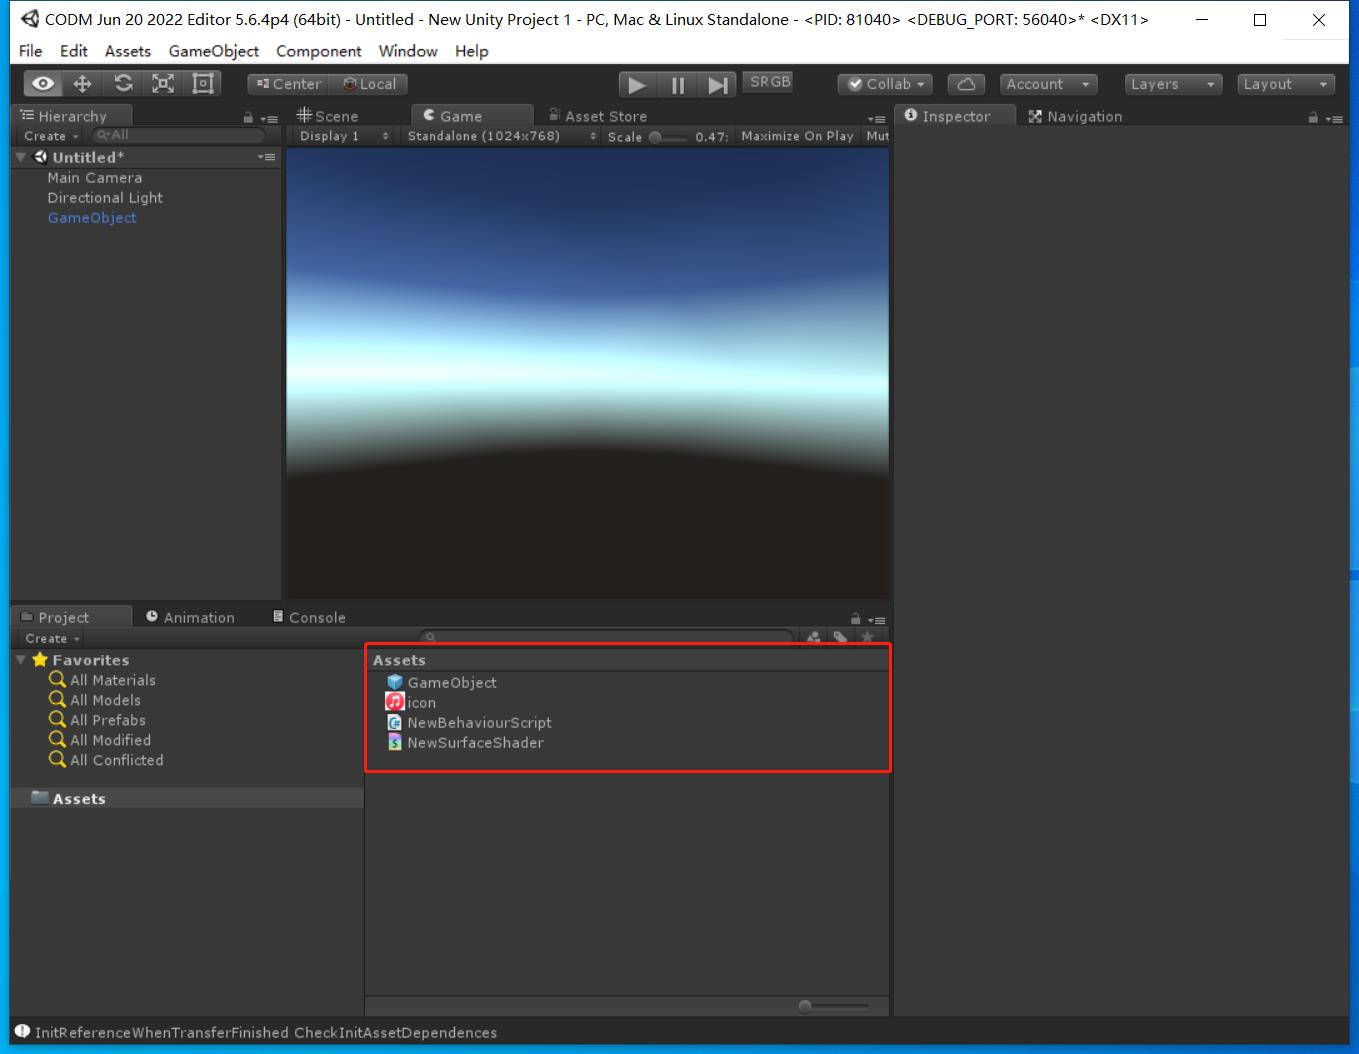 CODM Jun 20 2022 Editor 5.6.4p4 (64bit) - Untitled - New Unity Project 1 - PC, Mac & Linux Standalone - <PID: 81040> <DEBUG_PORT: 56040>* <DX11>
File Edit Assets GameObject Component Window Help
Center Local SRGB Collab Account Layers Layout
Hierarchy Scene Game Asset Store Inspector Navigation
Create All Display 1 Standalone (1024x768) Scale 0.47: Maximize On Play Mut
Untitled*
Main Camera
Directional Light
GameObject
Project Animation Console
Create
Favorites
All Materials
All Models
All Prefabs
All Modified
All Conflicted
Assets
Assets
GameObject
icon
NewBehaviourScript
NewSurfaceShader
InitReferenceWhenTransferFinished CheckInitAssetDependences